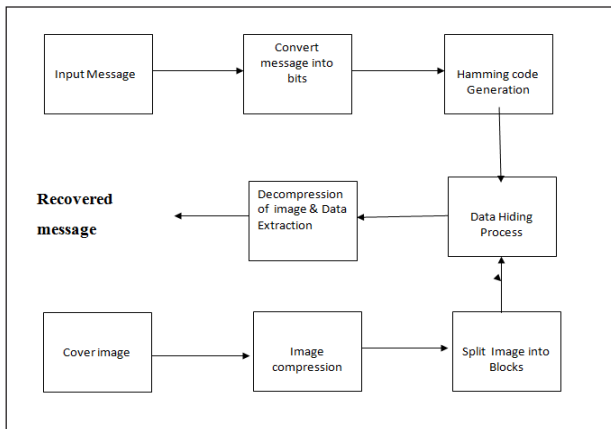 Input Message
Convert
message into
bits
Hamming code
Generation
Recovered
message
Decompression
of image & Data
Extraction
Data Hiding
Process
Cover image
Image
compression
Split Image into
Blocks